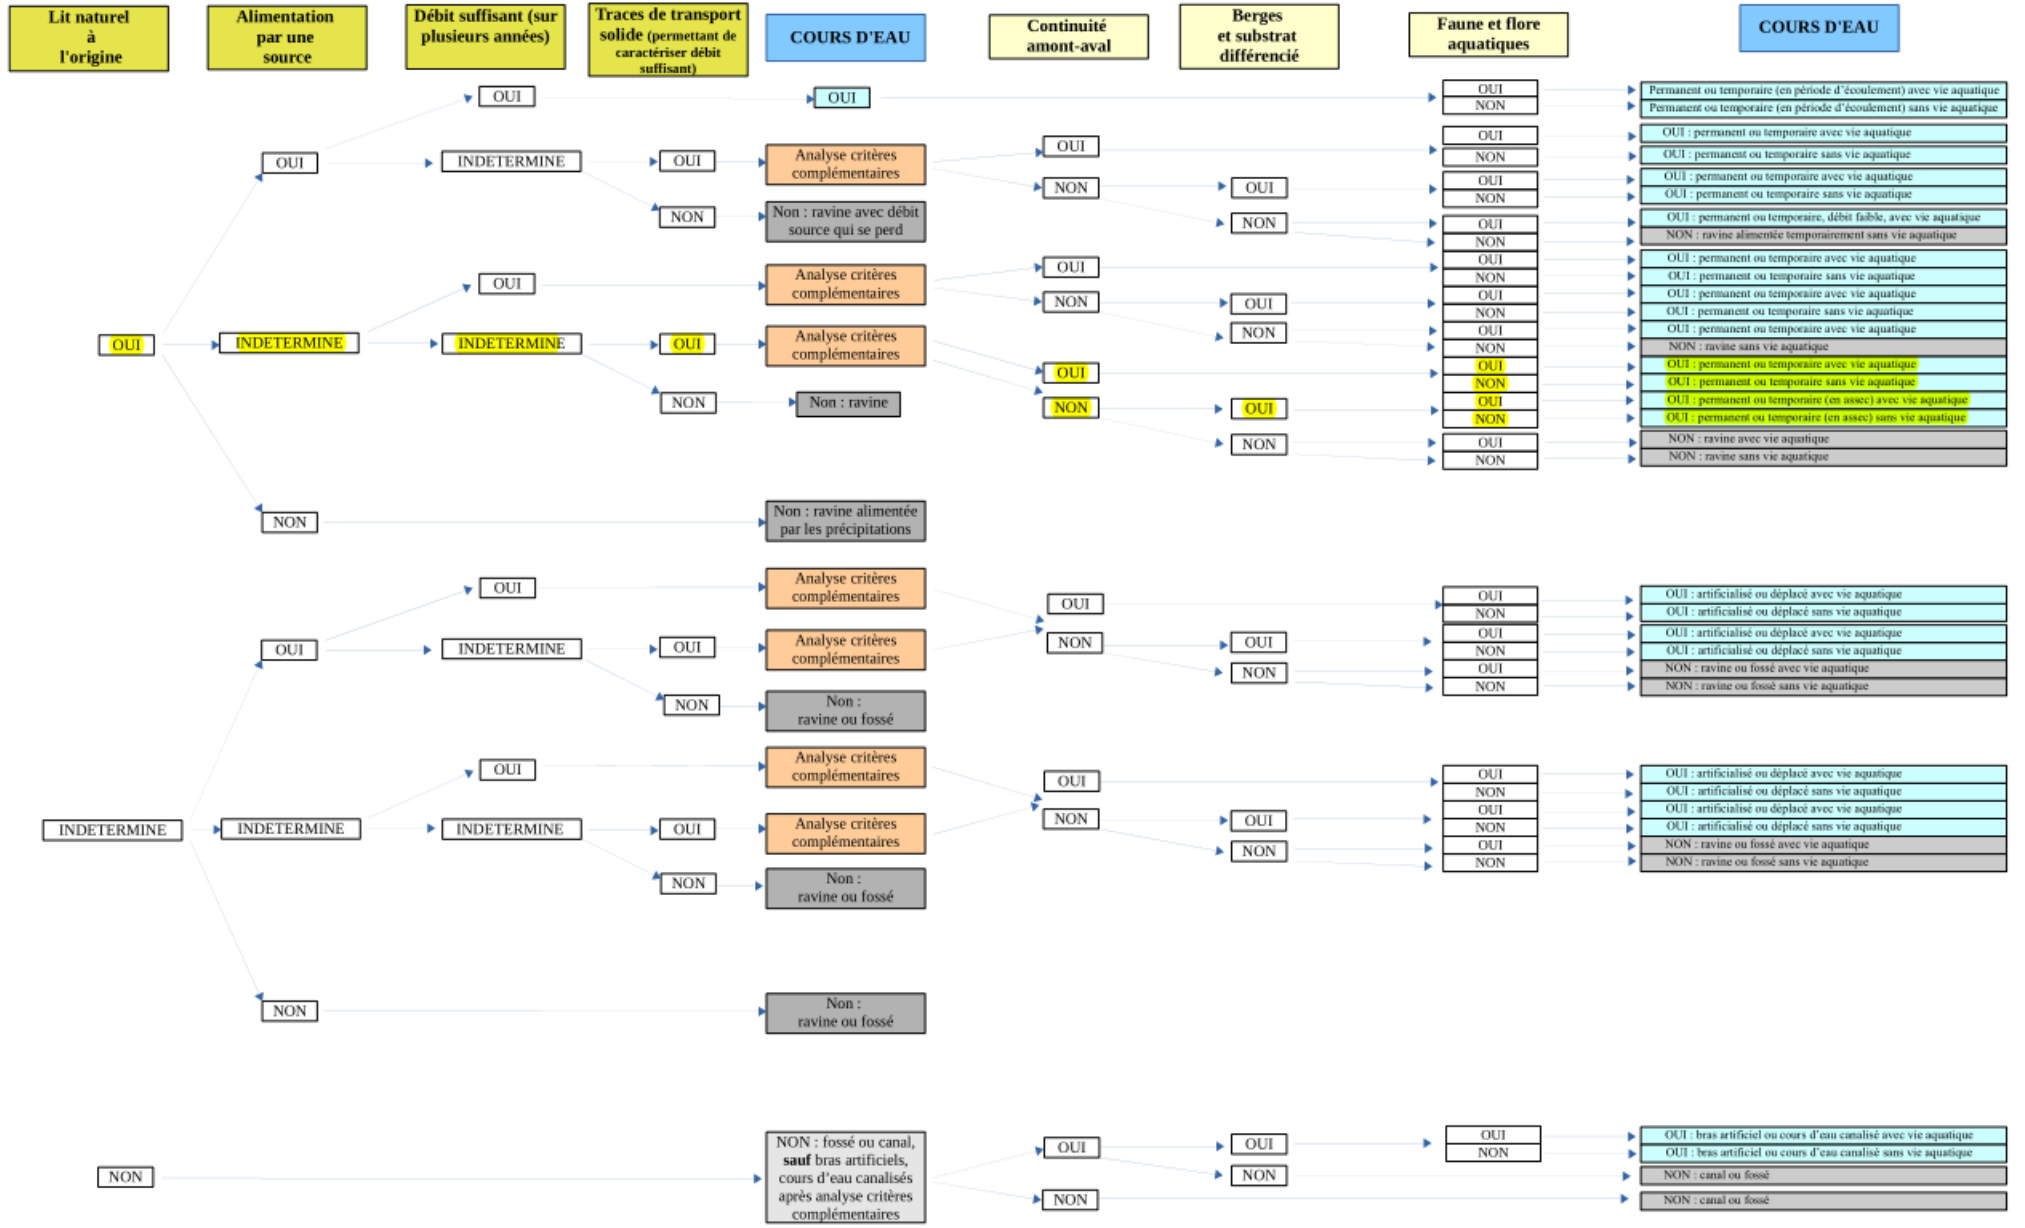 Lit naturel
à
l'origine
Alimentation
par une
source
Débit suffisant (sur
plusieurs années)
Traces de transport
solide (permettant de
caractériser débit
suffisant)
COURS D'EAU
Continuité
amont-aval
Berges
et substrat
différencié
Faune et flore
aquatiques
COURS D'EAU
OUI
OUI
OUI
NON
Permanent ou temporaire (en période d'écoulement) avec vie aquatique
Permanent ou temporaire (en période d'écoulement) sans vie aquatique
OUI
INDETERMINE
OUI
Analyse critères
complémentaires
OUI
OUI
NON
OUI : permanent ou temporaire avec vie aquatique
OUI : permanent ou temporaire sans vie aquatique
NON
OUI
OUI
NON
OUI : permanent ou temporaire avec vie aquatique
OUI : permanent ou temporaire sans vie aquatique
NON
Non : ravine avec débit
source qui se perd
NON
OUI
NON
OUI : permanent ou temporaire, débit faible, avec vie aquatique
NON : ravine alimentée temporairement sans vie aquatique
OUI
Analyse critères
complémentaires
OUI
OUI
NON
OUI : permanent ou temporaire avec vie aquatique
OUI : permanent ou temporaire sans vie aquatique
NON
OUI
OUI
NON
OUI : permanent ou temporaire avec vie aquatique
OUI : permanent ou temporaire sans vie aquatique
NON
OUI
NON
OUI : permanent ou temporaire avec vie aquatique
NON : ravine sans vie aquatique
OUI
INDETERMINE
INDETERMINE
OUI
Analyse critères
complémentaires
OUI
OUI
NON
OUI : permanent ou temporaire avec vie aquatique
OUI : permanent ou temporaire sans vie aquatique
NON
OUI
OUI
NON
OUI : permanent ou temporaire (en assec) avec vie aquatique
OUI : permanent ou temporaire (en assec) sans vie aquatique
NON
Non : ravine
NON
OUI
NON
NON : ravine avec vie aquatique
NON : ravine sans vie aquatique
NON
Non : ravine alimentée
par les précipitations
OUI
Analyse critères
complémentaires
OUI
OUI
NON
OUI : artificialisé ou déplacé avec vie aquatique
OUI : artificialisé ou déplacé sans vie aquatique
OUI
INDETERMINE
OUI
Analyse critères
complémentaires
NON
OUI
OUI
NON
OUI : artificialisé ou déplacé avec vie aquatique
OUI : artificialisé ou déplacé sans vie aquatique
NON
OUI
NON
NON : ravine ou fossé avec vie aquatique
NON : ravine ou fossé sans vie aquatique
NON
Non :
ravine ou fossé
OUI
Analyse critères
complémentaires
OUI
OUI
NON
OUI : artificialisé ou déplacé avec vie aquatique
OUI : artificialisé ou déplacé sans vie aquatique
INDETERMINE
INDETERMINE
INDETERMINE
OUI
Analyse critères
complémentaires
NON
OUI
OUI
NON
OUI : artificialisé ou déplacé avec vie aquatique
OUI : artificialisé ou déplacé sans vie aquatique
NON
OUI
NON
NON : ravine ou fossé avec vie aquatique
NON : ravine ou fossé sans vie aquatique
NON
Non :
ravine ou fossé
NON
Non :
ravine ou fossé
NON
NON : fossé ou canal,
sauf bras artificiels,
cours d'eau canalisés
après analyse critères
complémentaires
OUI
OUI
OUI
NON
OUI : bras artificiel ou cours d'eau canalisé avec vie aquatique
OUI : bras artificiel ou cours d'eau canalisé sans vie aquatique
NON
NON : canal ou fossé
NON
NON : canal ou fossé